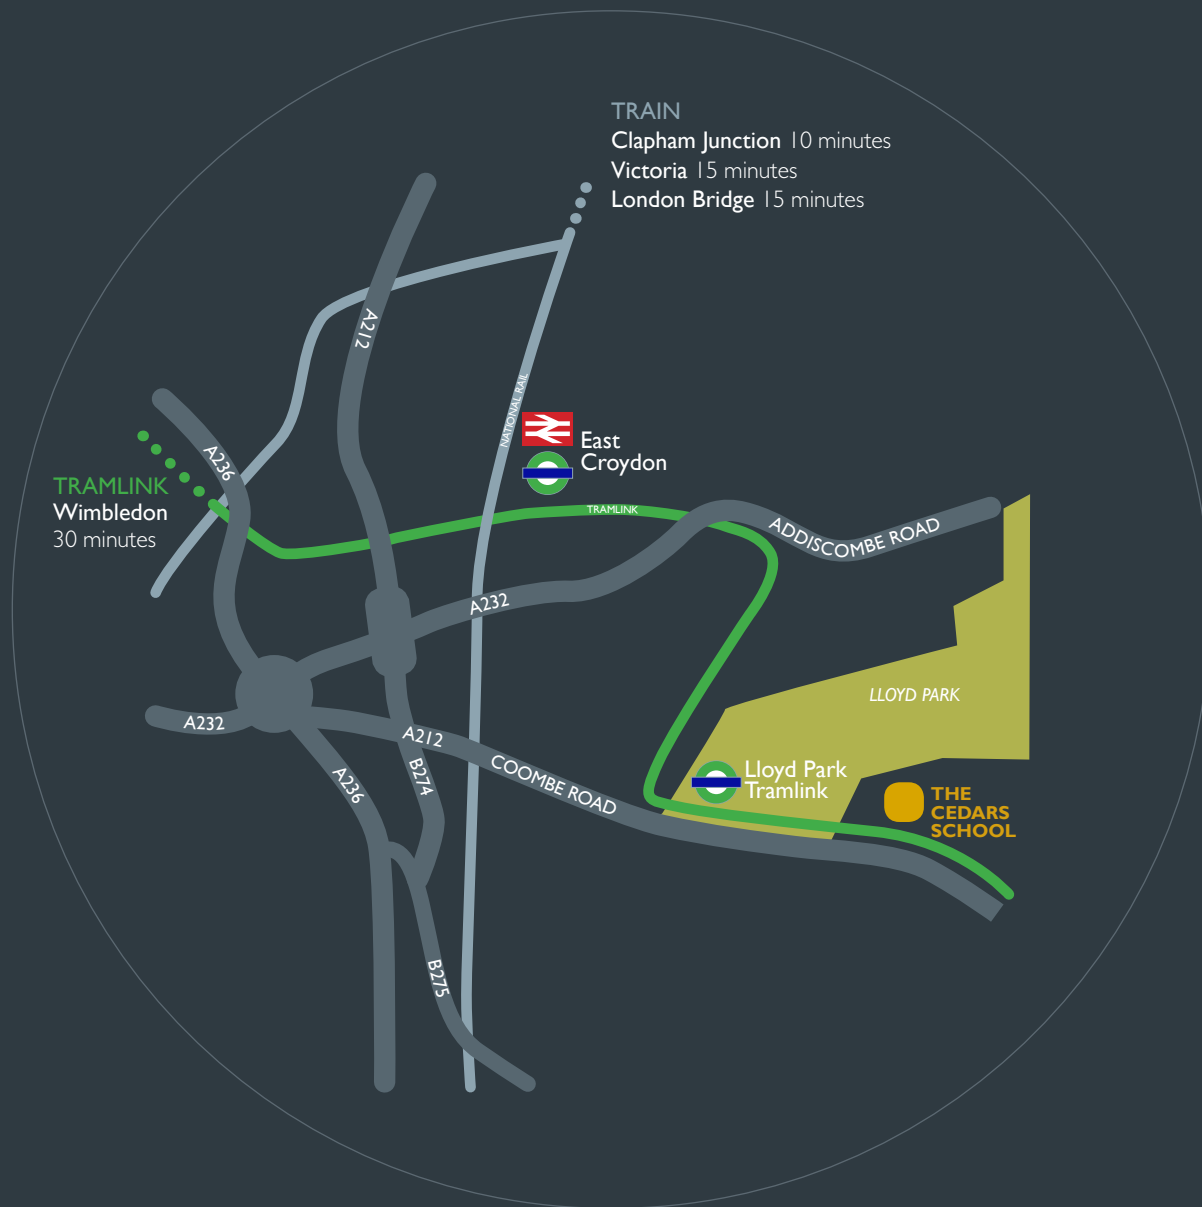 TRAIN
Clapham Junction 10 minutes
Victoria 15 minutes
London Bridge 15 minutes
A212
NATIONAL RAIL
East
Croydon
A236
TRAMLINK
Wimbledon
30 minutes
TRAMLINK
ADDISCOMBE ROAD
A232
LLOYD PARK
A232
A212
COOMBE ROAD
B274
A236
Lloyd Park
Tramlink
THE
CEDARS
SCHOOL
B275